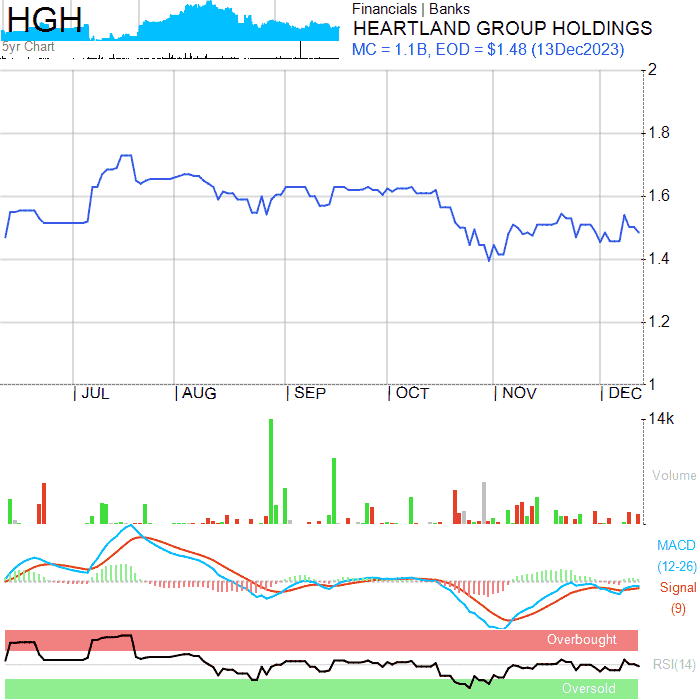 HGH
5yr Chart
Financials | Banks
HEARTLAND GROUP HOLDINGS
MC = 1.1B, EOD = $1.48 (13Dec2023)
2
1.8
1.6
1.4
1.2
1
| JUL | AUG | SEP | OCT | NOV | DEC
14k
Volume
MACD
(12-26)
Signal
(9)
Overbought
RSI(14)
Oversold